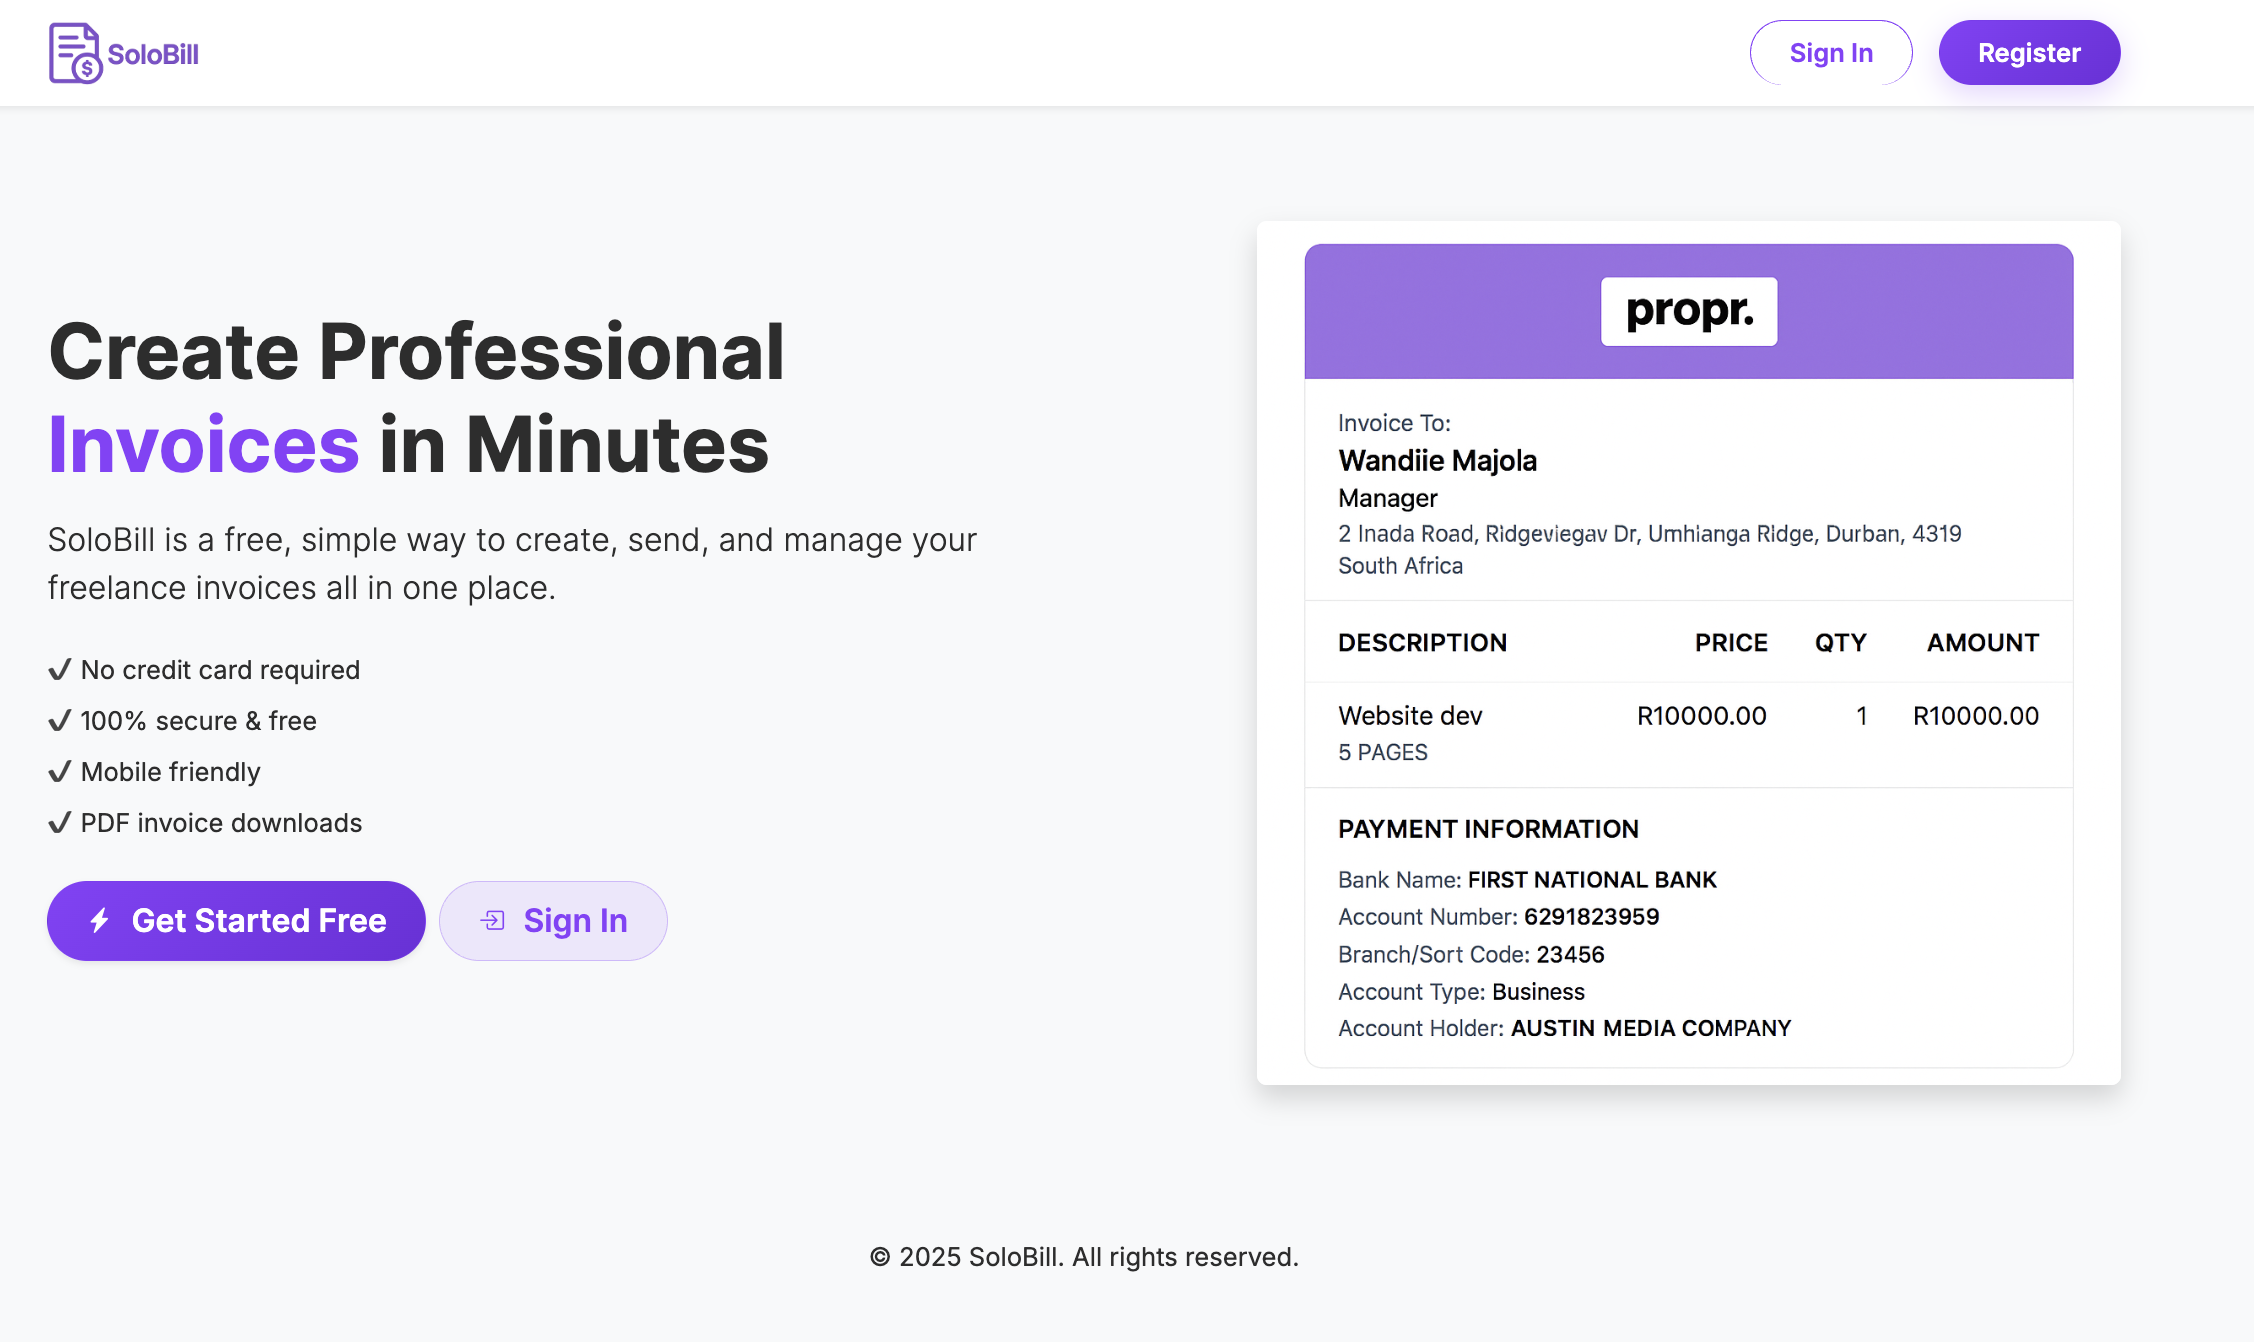 SoloBill
Sign In
Register
Create Professional
Invoices in Minutes
SoloBill is a free, simple way to create, send, and manage your
freelance invoices all in one place.
✓ No credit card required
✓ 100% secure & free
✓ Mobile friendly
✓ PDF invoice downloads
Get Started Free
Sign In
propr.
Invoice To:
Wandiie Majola
Manager
2 Inada Road, Ridgeviegav Dr, Umhianga Ridge, Durban, 4319
South Africa
DESCRIPTION PRICE QTY AMOUNT
Website dev R10000.00 1 R10000.00
5 PAGES
PAYMENT INFORMATION
Bank Name: FIRST NATIONAL BANK
Account Number: 6291823959
Branch/Sort Code: 23456
Account Type: Business
Account Holder: AUSTIN MEDIA COMPANY
© 2025 SoloBill. All rights reserved.